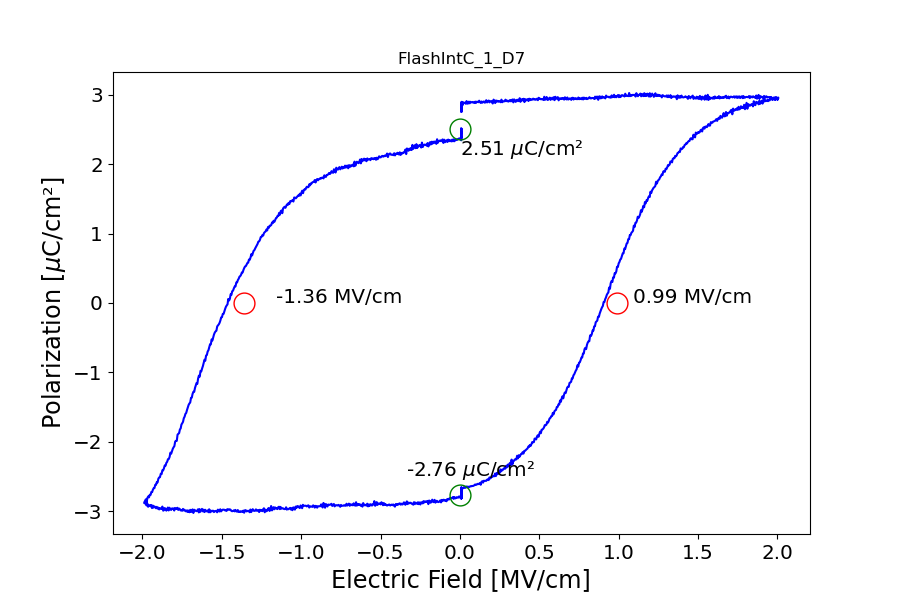 FlashIntC_1_D7
Polarization [μC/cm²]
3
2
1
0
−1
−2
−3
2.51 μC/cm²
-1.36 MV/cm
0.99 MV/cm
-2.76 μC/cm²
−2.0 −1.5 −1.0 −0.5 0.0 0.5 1.0 1.5 2.0
Electric Field [MV/cm]